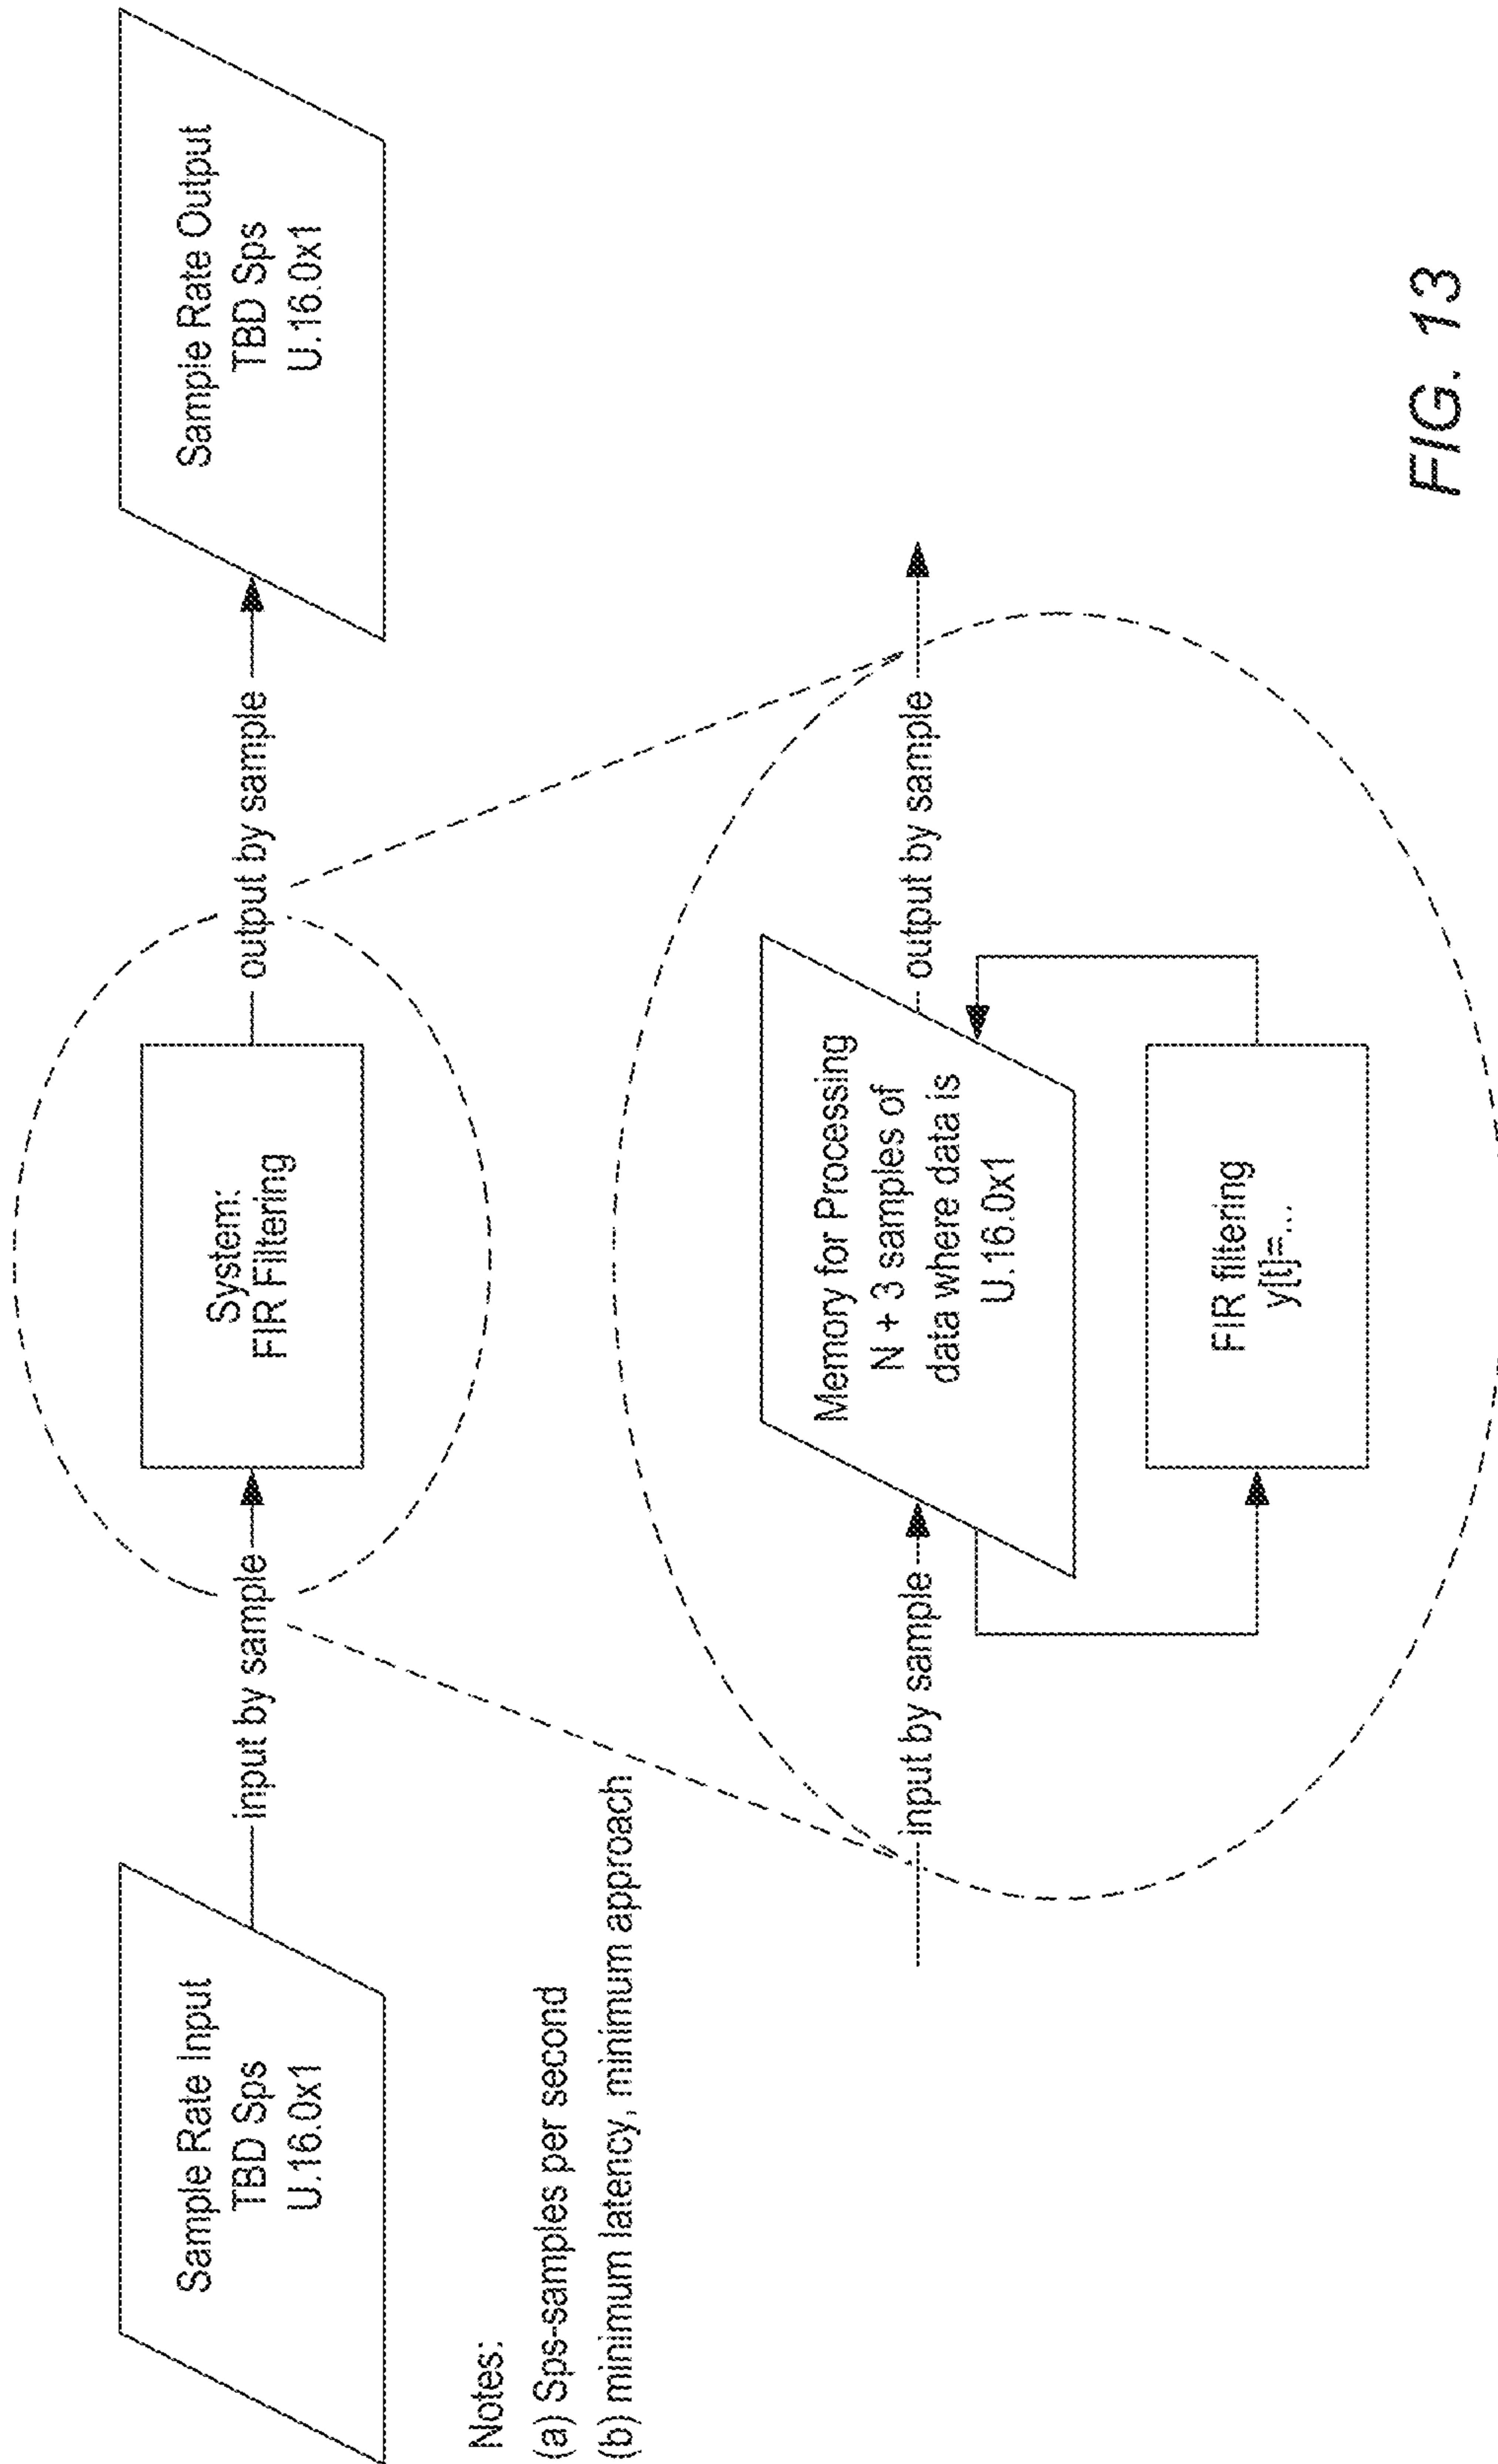 Sample Rate Input
TBD Sps
U.16.0x1
input by sample
System:
FIR Filtering
output by sample
Sample Rate Output
TBD Sps
U.16.0x1
Notes:
(a) Sps-samples per second
(b) minimum latency, minimum approach
input by sample
Memory for Processing
N + 3 samples of
data where data is
U.16.0x1
output by sample
FIR filtering
y[t]=...
FIG. 13